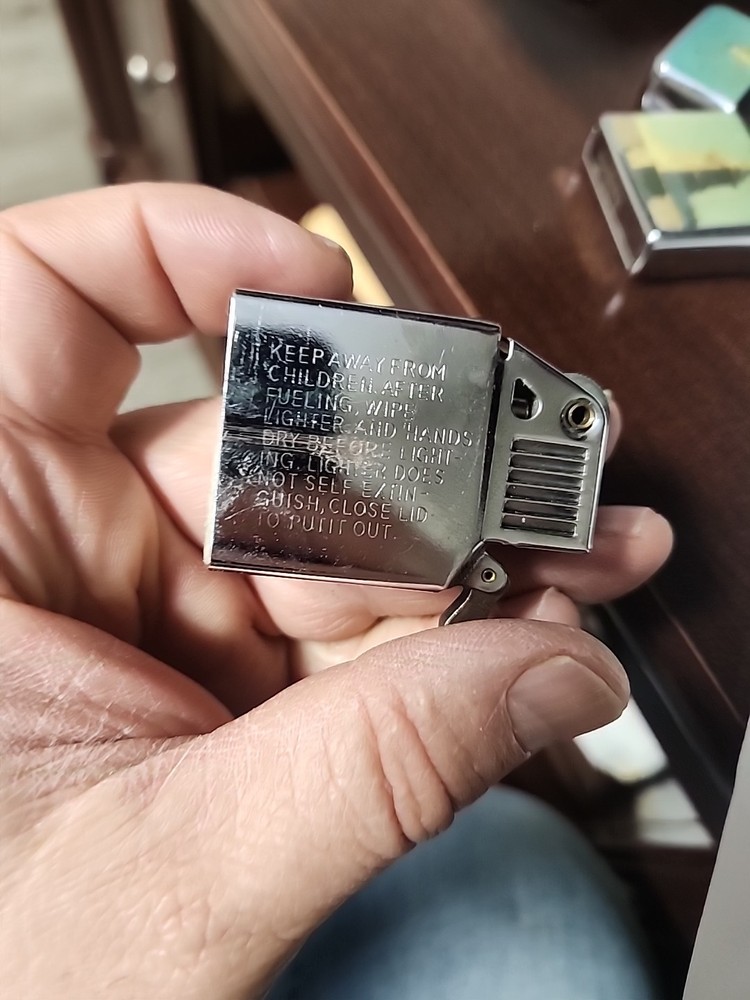 KEEP AWAY FROM
CHILDREN. AFTER
FUELING, WIPE
LIGHTER AND HANDS
DRY BEFORE LIGHT-
ING. LIGHTER DOES
NOT SELF EXTIN-
GUISH, CLOSE LID
TO PUT IT OUT.